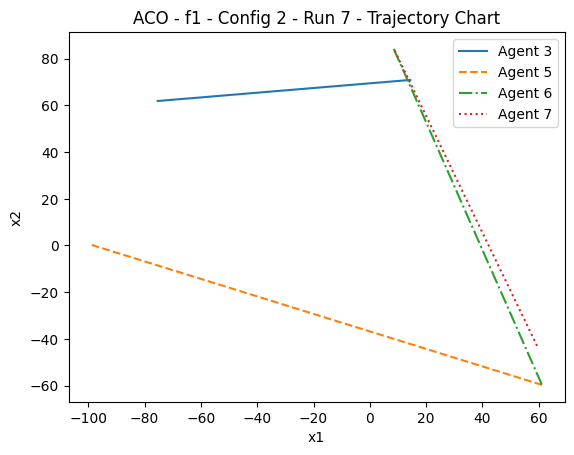 ACO - f1 - Config 2 - Run 7 - Trajectory Chart
Agent 3
Agent 5
Agent 6
Agent 7
x2
80
60
40
20
0
−20
−40
−60
−100 −80 −60 −40 −20 0 20 40 60
x1